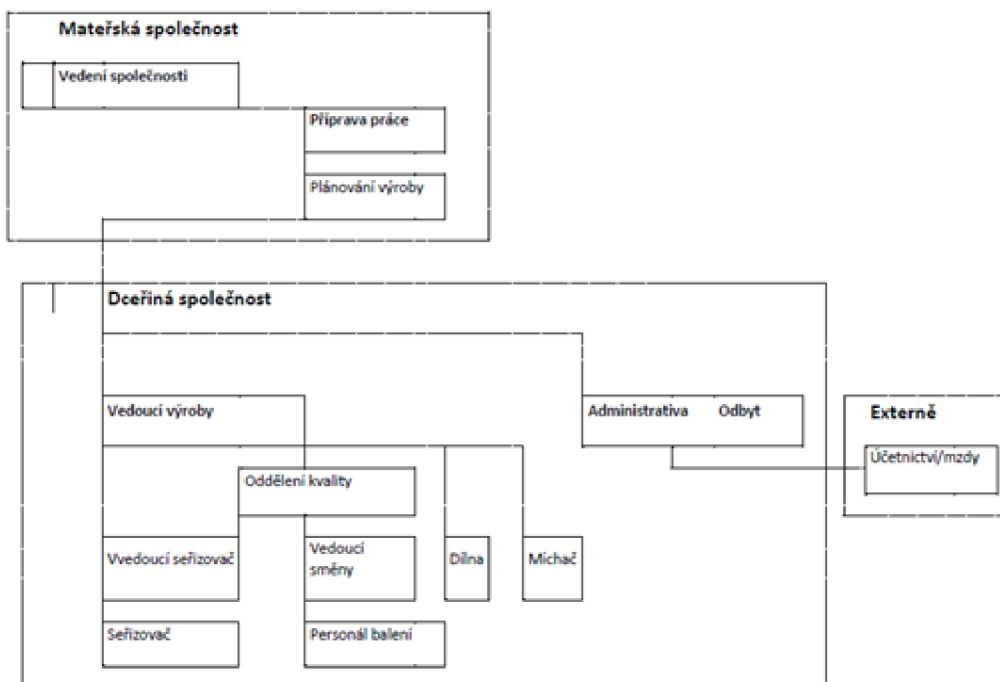 Mateřská společnost
Vedení společnosti
Příprava práce
Plánování výroby
Dceřiná společnost
Vedoucí výroby
Administrativa Odbyt
Externě
Účetnictví/mzdy
Oddělení kvality
Vvedoucí seřizovač
Vedoucí
směny
Dílna
Míchač
Seřizovač
Personál balení